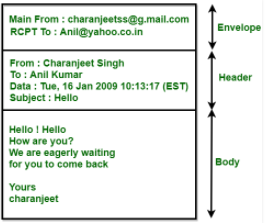 Main From : charanjeetss@g.mail.com
RCPT To : Anil@yahoo.co.in
Envelope
From : Charanjeet Singh
To : Anil Kumar
Data : Tue, 16 Jan 2009 10:13:17 (EST)
Subject : Hello
Header
Hello ! Hello
How are you?
We are eagerly waiting
for you to come back
Yours
charanjeet
Body